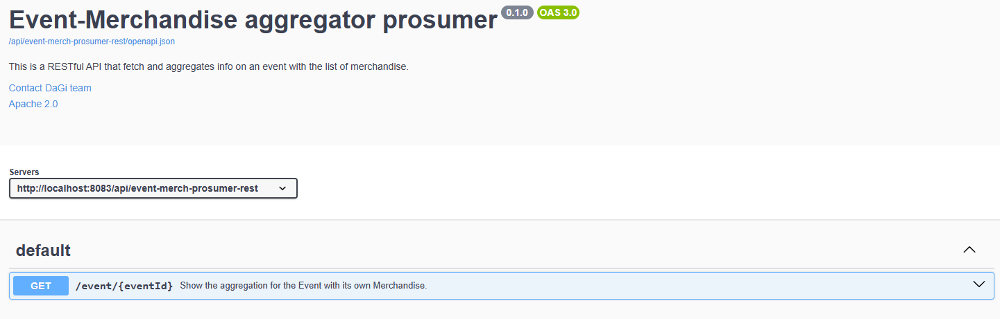 Event-Merchandise aggregator prosumer 0.1.0 OAS 3.0
/api/event-merch-prosumer-rest/openapi.json
This is a RESTful API that fetch and aggregates info on an event with the list of merchandise.
Contact DaGi team
Apache 2.0
Servers
http://localhost:8083/api/event-merch-prosumer-rest
default
GET /event/{eventId} Show the aggregation for the Event with its own Merchandise.